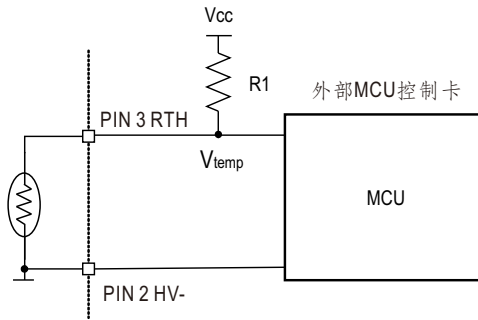 Vcc
R1
外部MCU控制卡
PIN 3 RTH
Vtemp
MCU
PIN 2 HV-